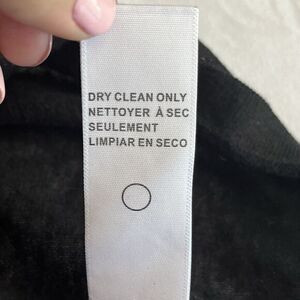 DRY CLEAN ONLY
NETTOYER À SEC
SEULEMENT
LIMPIAR EN SECO